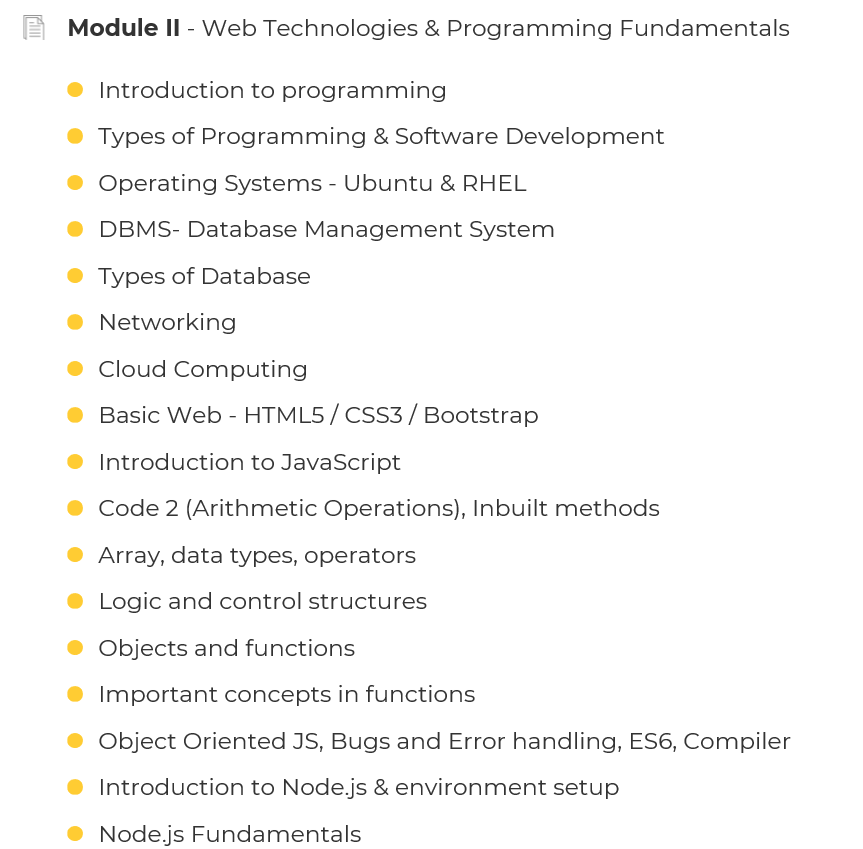 Module II - Web Technologies & Programming Fundamentals
Introduction to programming
Types of Programming & Software Development
Operating Systems - Ubuntu & RHEL
DBMS- Database Management System
Types of Database
Networking
Cloud Computing
Basic Web - HTML5 / CSS3 / Bootstrap
Introduction to JavaScript
Code 2 (Arithmetic Operations), Inbuilt methods
Array, data types, operators
Logic and control structures
Objects and functions
Important concepts in functions
Object Oriented JS, Bugs and Error handling, ES6, Compiler
Introduction to Node.js & environment setup
Node.js Fundamentals